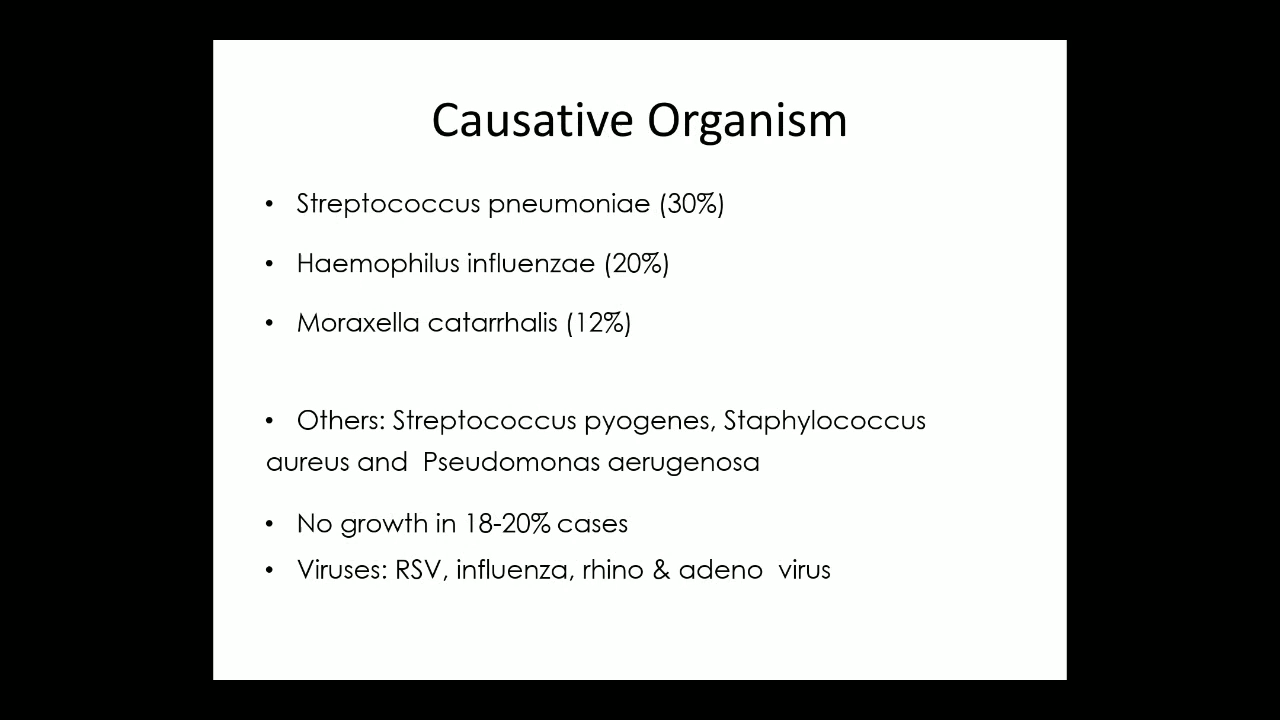 Causative Organism
• Streptococcus pneumoniae (30%)
• Haemophilus influenzae (20%)
• Moraxella catarrhalis (12%)
• Others: Streptococcus pyogenes, Staphylococcus
aureus and Pseudomonas aerugenosa
• No growth in 18-20% cases
• Viruses: RSV, influenza, rhino & adeno virus